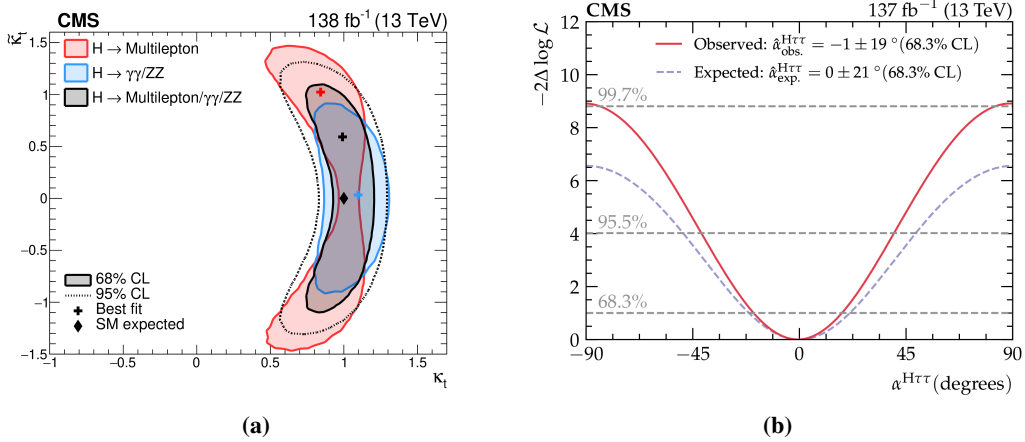 CMS 138 fb⁻¹ (13 TeV)
κ̃t
H → Multilepton
H → γγ/ZZ
H → Multilepton/γγ/ZZ
1.5
1
0.5
0
−0.5
−1
−1.5
68% CL
95% CL
Best fit
SM expected
−1 −0.5 0 0.5 1 1.5
κt
(a)
CMS 137 fb⁻¹ (13 TeV)
−2Δ log ℒ
Observed: α̂obs.^Hττ = −1 ± 19 °(68.3% CL)
Expected: α̂exp.^Hττ = 0 ± 21 °(68.3% CL)
12
10
8
6
4
2
0
99.7%
95.5%
68.3%
−90 −45 0 45 90
α^Hττ (degrees)
(b)